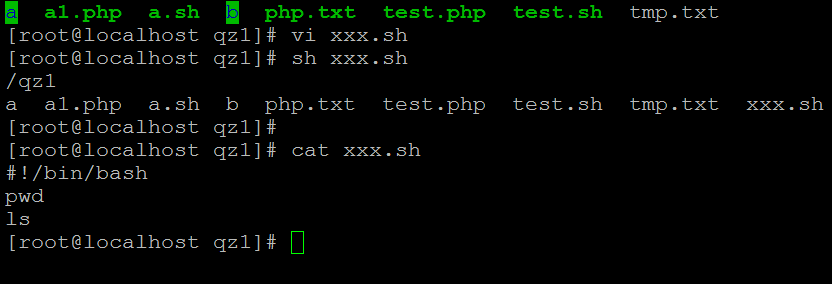 a  a1.php  a.sh  b  php.txt  test.php  test.sh  tmp.txt
[root@localhost qz1]# vi xxx.sh
[root@localhost qz1]# sh xxx.sh
/qz1
a  a1.php  a.sh  b  php.txt  test.php  test.sh  tmp.txt  xxx.sh
[root@localhost qz1]#
[root@localhost qz1]# cat xxx.sh
#!/bin/bash
pwd
ls
[root@localhost qz1]#